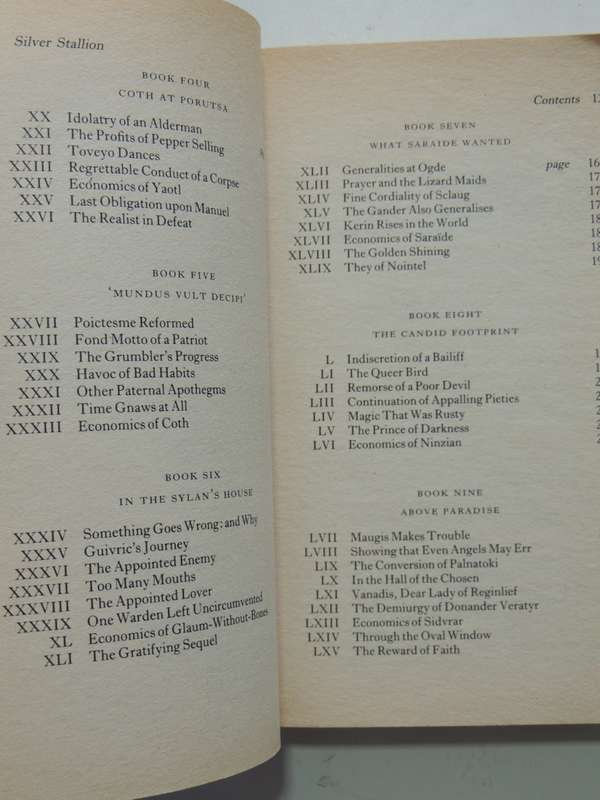 Silver Stallion
BOOK FOUR
COTH AT PORUTSA
XX Idolatry of an Alderman
XXI The Profits of Pepper Selling
XXII Toveyo Dances
XXIII Regrettable Conduct of a Corpse
XXIV Economics of Yaotl
XXV Last Obligation upon Manuel
XXVI The Realist in Defeat
BOOK FIVE
'MUNDUS VULT DECIPI'
XXVII Poictesme Reformed
XXVIII Fond Motto of a Patriot
XXIX The Grumbler's Progress
XXX Havoc of Bad Habits
XXXI Other Paternal Apothegms
XXXII Time Gnaws at All
XXXIII Economics of Coth
BOOK SIX
IN THE SYLAN'S HOUSE
XXXIV Something Goes Wrong: and Why
XXXV Guivric's Journey
XXXVI The Appointed Enemy
XXXVII Too Many Mouths
XXXVIII The Appointed Lover
XXXIX One Warden Left Uncircumvented
XL Economics of Glaum-Without-Bones
XLI The Gratifying Sequel
Contents
BOOK SEVEN
WHAT SARAIDE WANTED
XLII Generalities at Ogde page
XLIII Prayer and the Lizard Maids
XLIV Fine Cordiality of Sclaug
XLV The Gander Also Generalises
XLVI Kerin Rises in the World
XLVII Economics of Saraïde
XLVIII The Golden Shining
XLIX They of Nointel
BOOK EIGHT
THE CANDID FOOTPRINT
L Indiscretion of a Bailiff
LI The Queer Bird
LII Remorse of a Poor Devil
LIII Continuation of Appalling Pieties
LIV Magic That Was Rusty
LV The Prince of Darkness
LVI Economics of Ninzian
BOOK NINE
ABOVE PARADISE
LVII Maugis Makes Trouble
LVIII Showing that Even Angels May Err
LIX The Conversion of Palnatoki
LX In the Hall of the Chosen
LXI Vanadis, Dear Lady of Reginlief
LXII The Demiurgy of Donander Veratyr
LXIII Economics of Sidvrar
LXIV Through the Oval Window
LXV The Reward of Faith